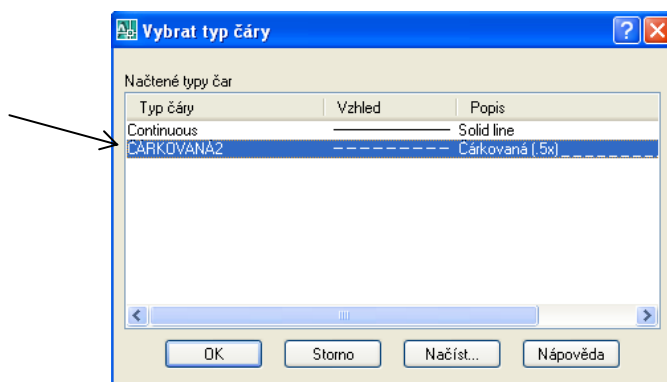 Vybrat typ čáry
Načtené typy čar
Typ čáry Vzhled Popis
Continuous Solid line
ČÁRKOVANÁ2 Čárkovaná (.5x) _ _ _ _ _ _ _ _
OK Storno Načíst... Nápověda